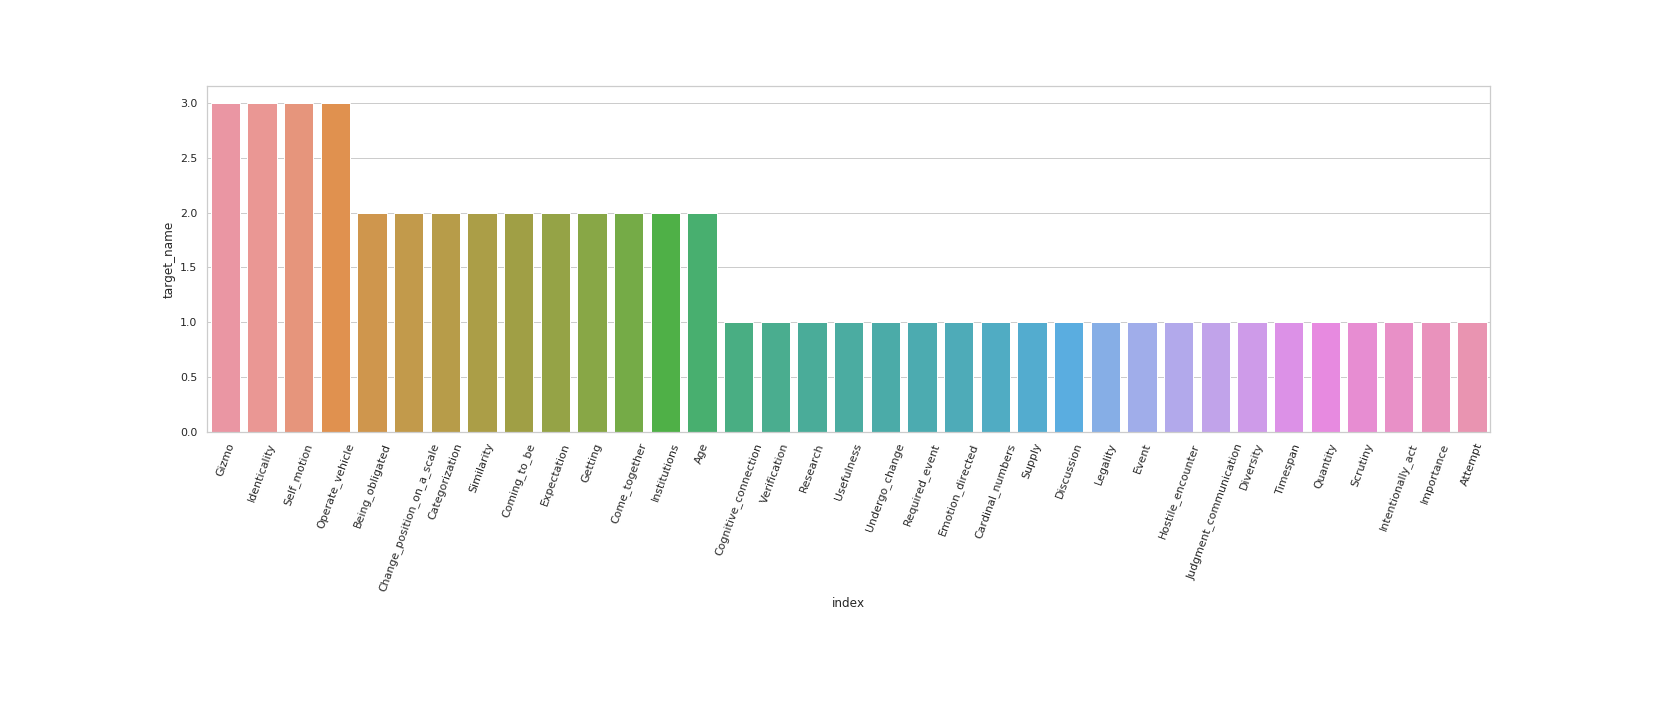 3.0
2.5
2.0
1.5
1.0
0.5
0.0
target_name
Gizmo
Identicality
Self_motion
Operate_vehicle
Being_obligated
Change_position_on_a_scale
Categorization
Similarity
Coming_to_be
Expectation
Getting
Come_together
Institutions
Age
Cognitive_connection
Verification
Research
Usefulness
Undergo_change
Required_event
Emotion_directed
Cardinal_numbers
Supply
Discussion
Legality
Event
Hostile_encounter
Judgment_communication
Diversity
Timespan
Quantity
Scrutiny
Intentionally_act
Importance
Attempt
index